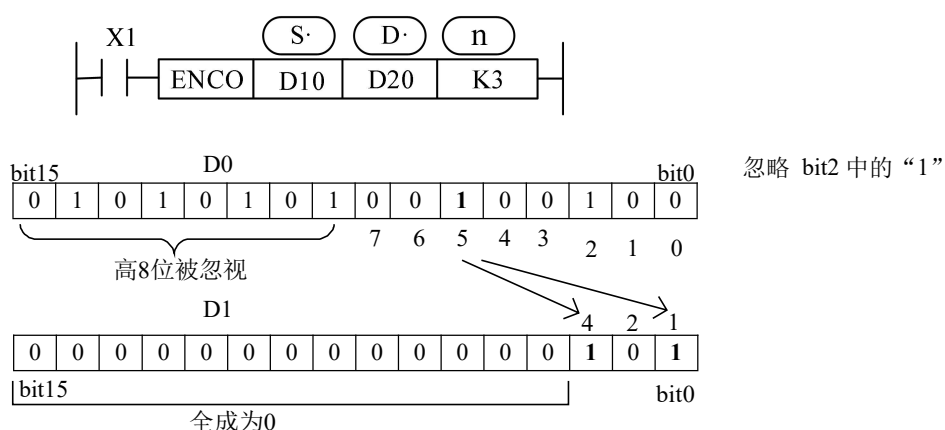 X1 S· D· n
ENCO D10 D20 K3
bit15 D0 bit0 忽略 bit2 中的“1”
0 1 0 1 0 1 0 1 0 0 1 0 0 1 0 0
7 6 5 4 3 2 1 0
高8位被忽视
D1 4 2 1
0 0 0 0 0 0 0 0 0 0 0 0 0 1 0 1
bit15 bit0
全成为0